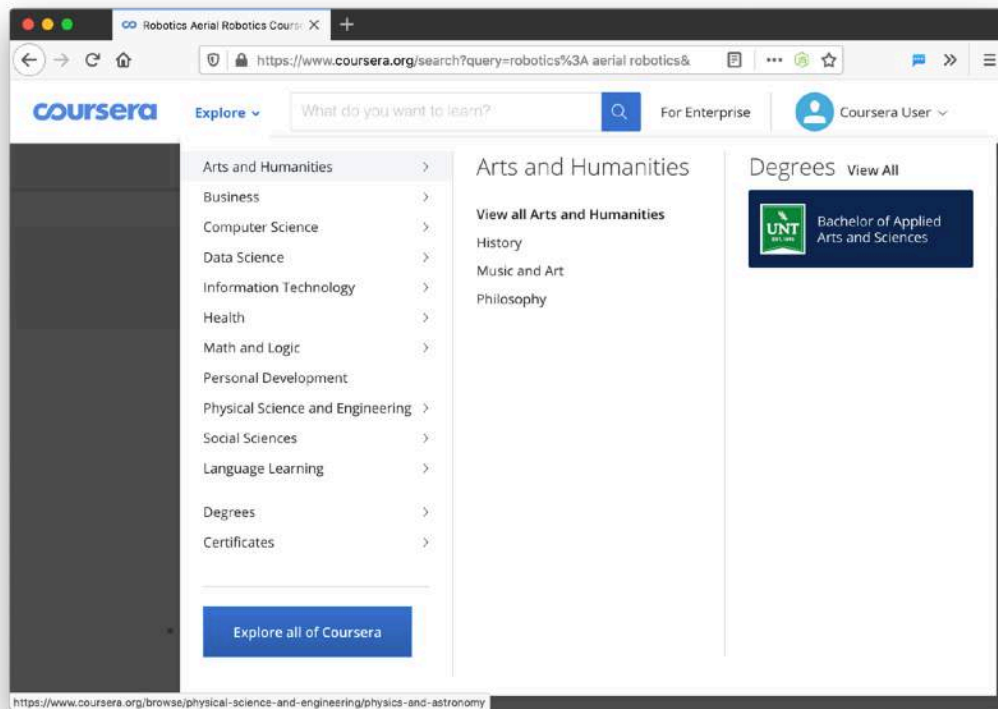 Robotics Aerial Robotics Cours
https://www.coursera.org/search?query=robotics%3A aerial robotics&
coursera
Explore
What do you want to learn?
For Enterprise
Coursera User
Arts and Humanities
Business
Computer Science
Data Science
Information Technology
Health
Math and Logic
Personal Development
Physical Science and Engineering
Social Sciences
Language Learning
Degrees
Certificates
Explore all of Coursera
Arts and Humanities
View all Arts and Humanities
History
Music and Art
Philosophy
Degrees View All
UNT
EST. 1890
Bachelor of Applied
Arts and Sciences
https://www.coursera.org/browse/physical-science-and-engineering/physics-and-astronomy